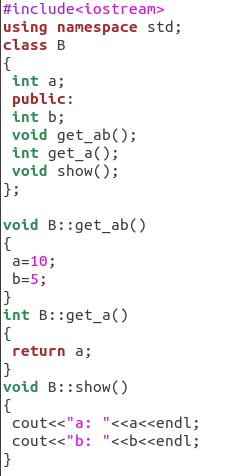 #include<iostream>
using namespace std;
class B
{
 int a;
 public:
 int b;
 void get_ab();
 int get_a();
 void show();
};

void B::get_ab()
{
 a=10;
 b=5;
}
int B::get_a()
{
 return a;
}
void B::show()
{
 cout<<"a: "<<a<<endl;
 cout<<"b: "<<b<<endl;
}